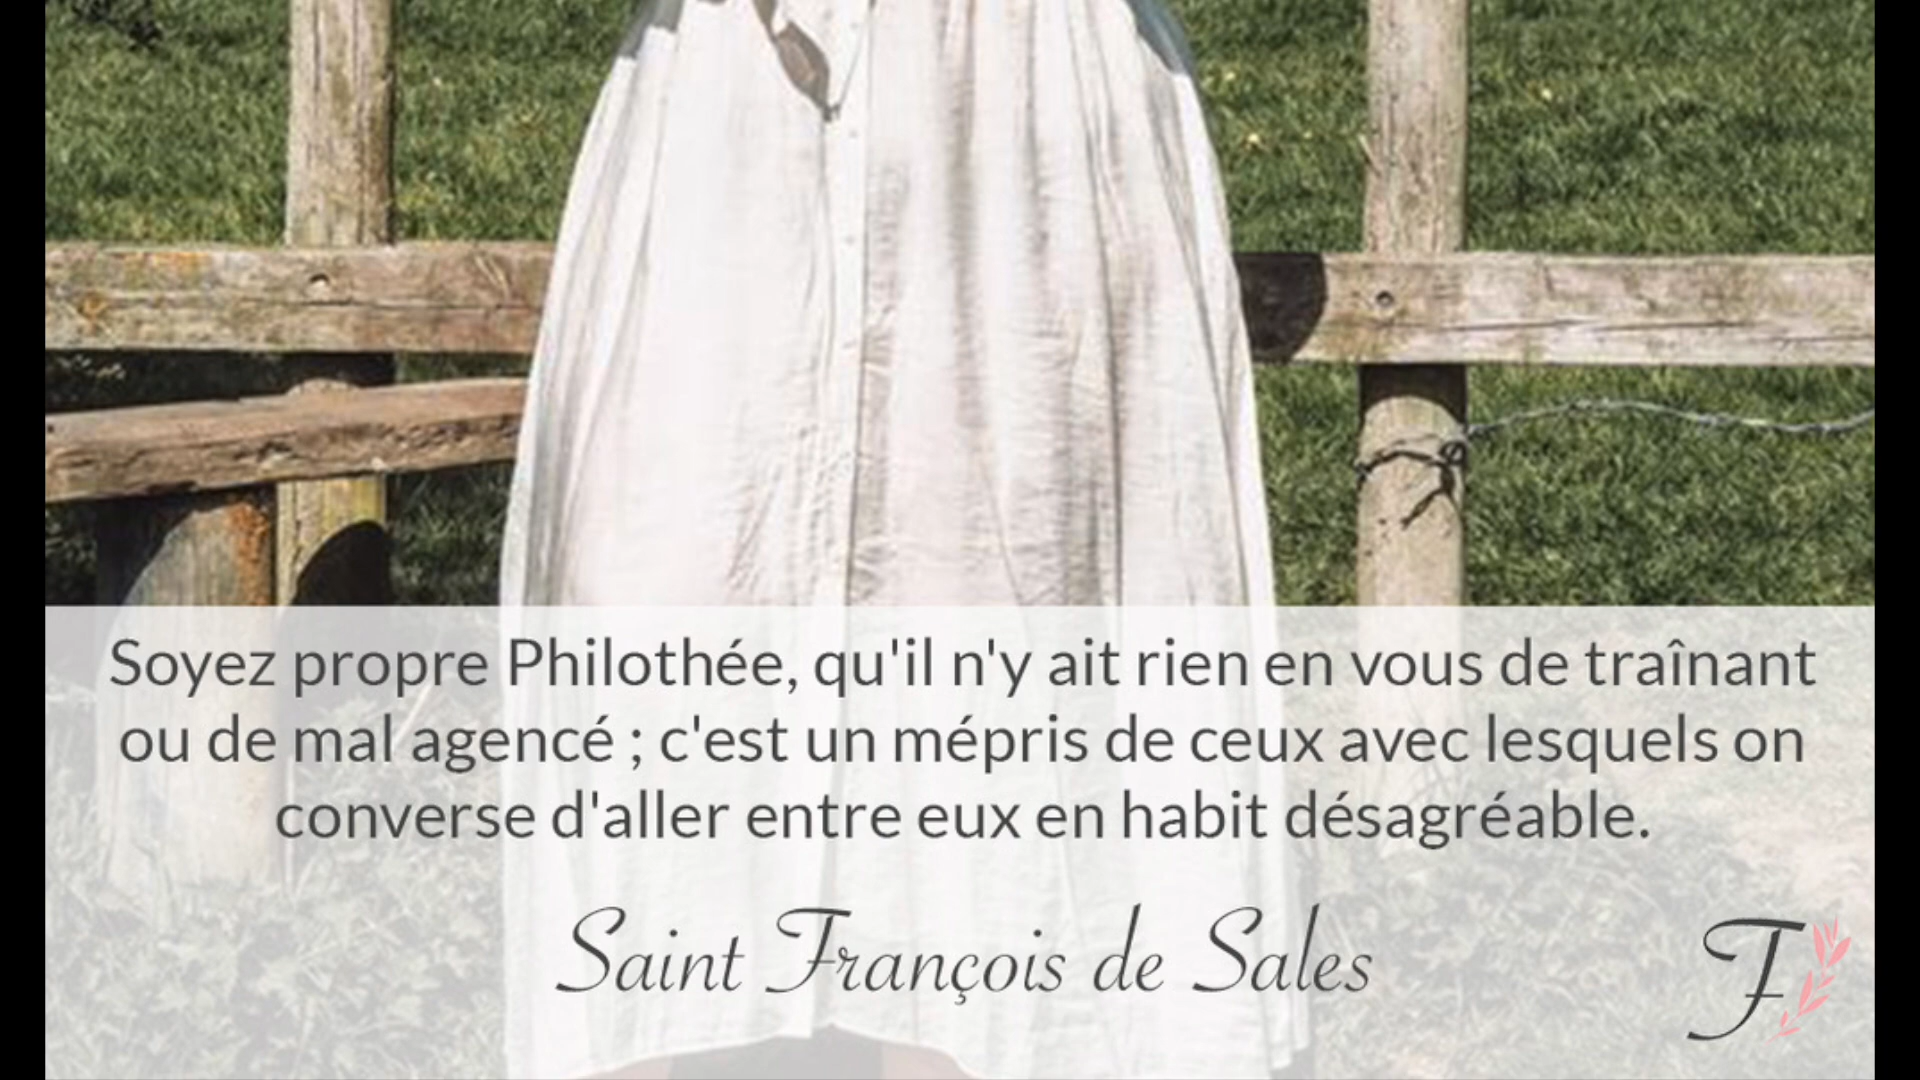 Soyez propre Philothée, qu'il n'y ait rien en vous de traînant
ou de mal agencé ; c'est un mépris de ceux avec lesquels on
converse d'aller entre eux en habit désagréable.
Saint François de Sales
F